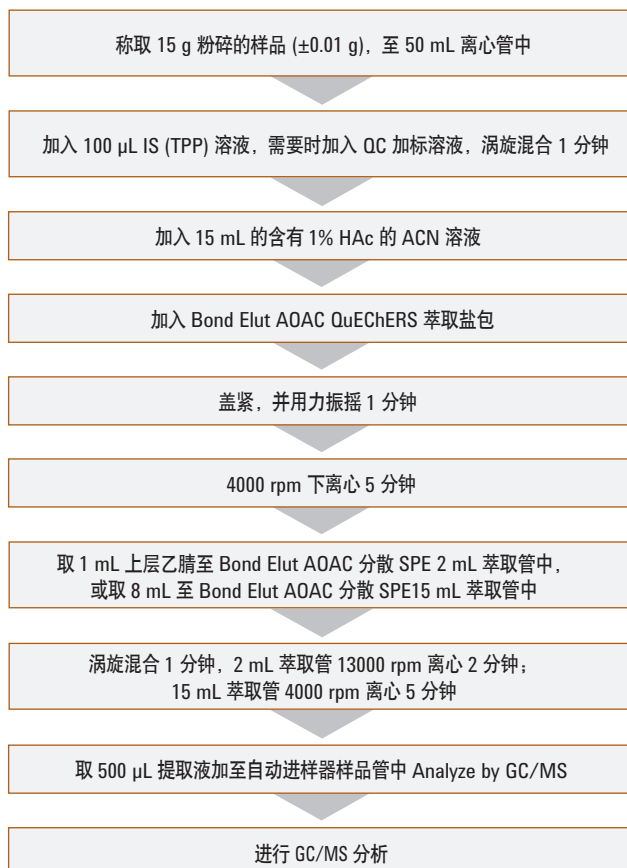 称取 15 g 粉碎的样品 (±0.01 g)，至 50 mL 离心管中
加入 100 µL IS (TPP) 溶液，需要时加入 QC 加标溶液，涡旋混合 1 分钟
加入 15 mL 的含有 1% HAc 的 ACN 溶液
加入 Bond Elut AOAC QuEChERS 萃取盐包
盖紧，并用力振摇 1 分钟
4000 rpm 下离心 5 分钟
取 1 mL 上层乙腈至 Bond Elut AOAC 分散 SPE 2 mL 萃取管中，
或取 8 mL 至 Bond Elut AOAC 分散 SPE15 mL 萃取管中
涡旋混合 1 分钟，2 mL 萃取管 13000 rpm 离心 2 分钟；
15 mL 萃取管 4000 rpm 离心 5 分钟
取 500 µL 提取液加至自动进样器样品管中 Analyze by GC/MS
进行 GC/MS 分析